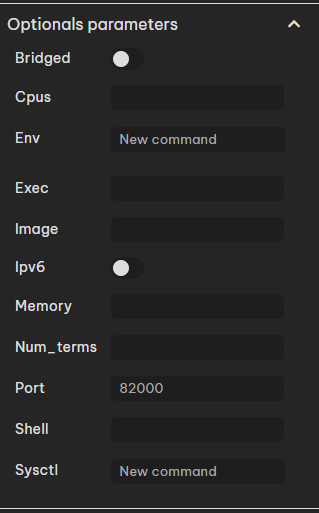 Optionals parameters
Bridged
Cpus
Env New command
Exec
Image
Ipv6
Memory
Num_terms
Port 82000
Shell
Sysctl New command